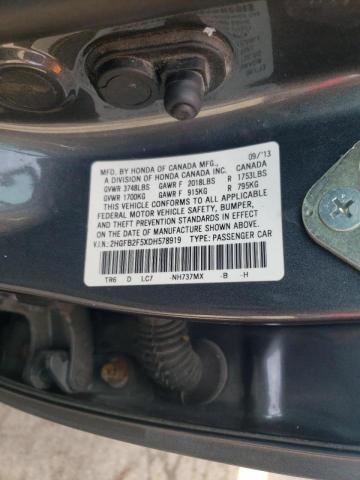 MFD. BY HONDA OF CANADA MFG., 09/'13
A DIVISION OF HONDA CANADA INC. CANADA
GVWR 3748LBS GAWR F 2018LBS R 1753LBS
GVWR 1700KG GAWR F 915KG R 795KG
THIS VEHICLE CONFORMS TO ALL APPLICABLE
FEDERAL MOTOR VEHICLE SAFETY, BUMPER,
AND THEFT PREVENTION STANDARDS IN EFFECT ON
THE DATE OF MANUFACTURE SHOWN ABOVE.
V.I.N.: 2HGFB2F5XDH578919 TYPE: PASSENGER CAR
TR6 D LC7 -NH737MX -B -H